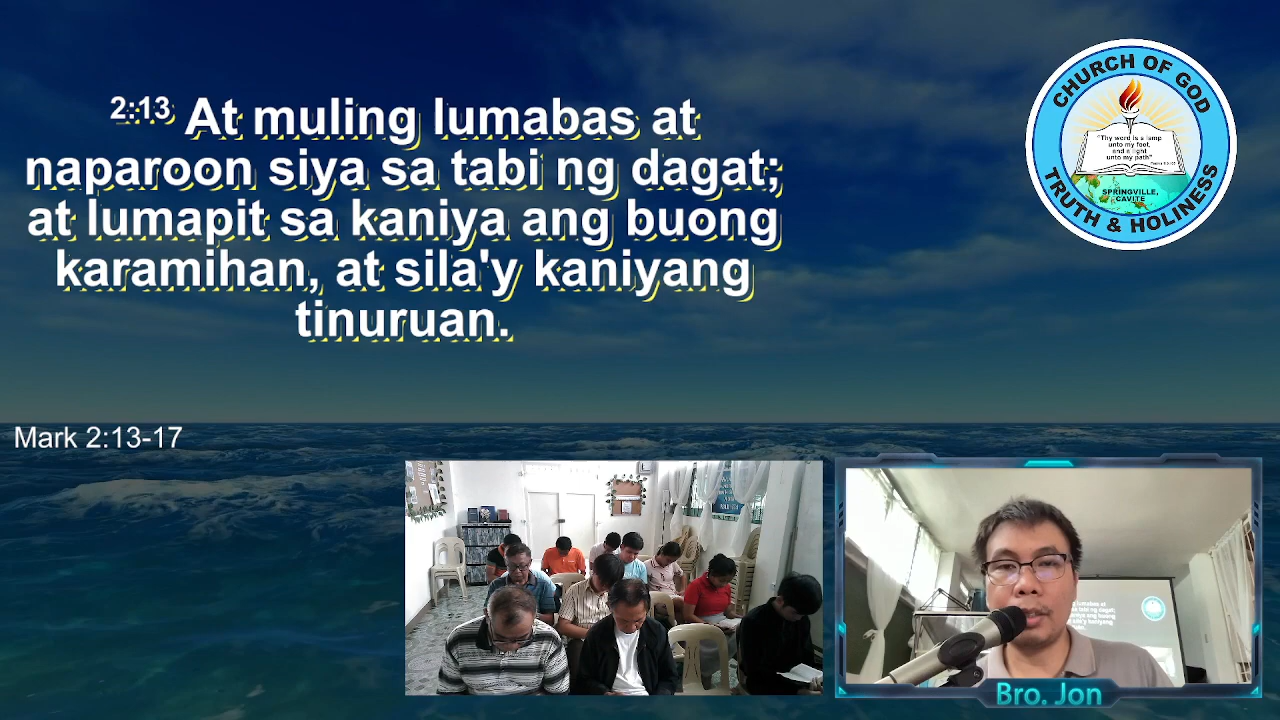 2:13 At muling lumabas at
naparoon siya sa tabi ng dagat;
at lumapit sa kaniya ang buong
karamihan, at sila'y kaniyang
tinuruan.
Mark 2:13-17
CHURCH OF GOD
"Thy word is a lamp
unto my feet,
and a light
unto my path"
SPRINGVILLE,
CAVITE
TRUTH & HOLINESS
Bro. Jon